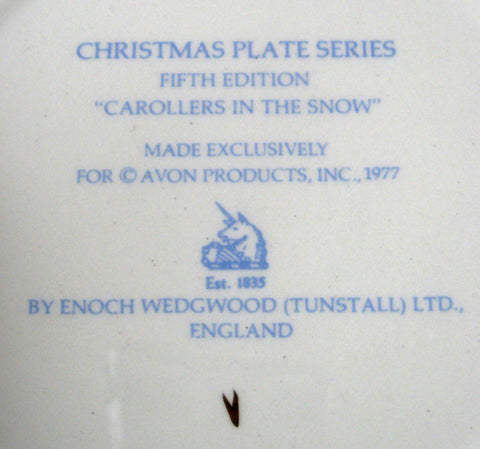 CHRISTMAS PLATE SERIES
FIFTH EDITION
"CAROLLERS IN THE SNOW"
MADE EXCLUSIVELY
FOR © AVON PRODUCTS, INC., 1977
Est. 1835
BY ENOCH WEDGWOOD (TUNSTALL) LTD.,
ENGLAND